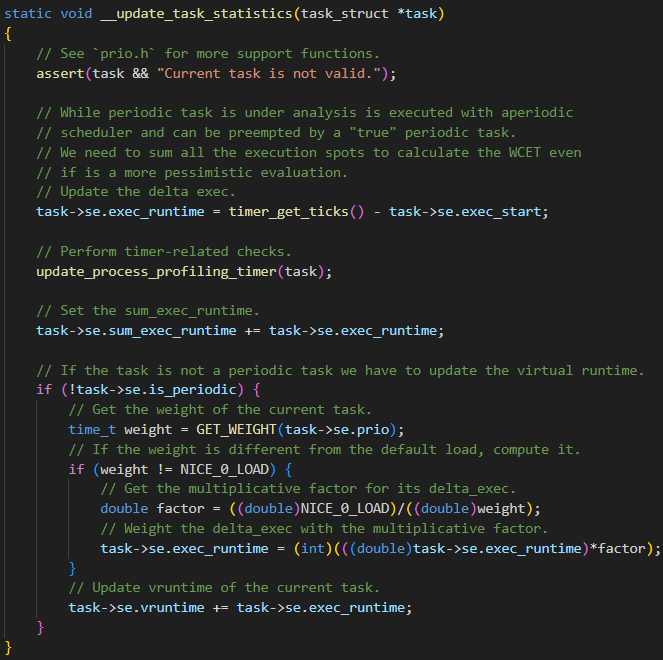 static void __update_task_statistics(task_struct *task)
{
    // See `prio.h` for more support functions.
    assert(task && "Current task is not valid.");

    // While periodic task is under analysis is executed with aperiodic
    // scheduler and can be preempted by a "true" periodic task.
    // We need to sum all the execution spots to calculate the WCET even
    // if is a more pessimistic evaluation.
    // Update the delta exec.
    task->se.exec_runtime = timer_get_ticks() - task->se.exec_start;

    // Perform timer-related checks.
    update_process_profiling_timer(task);

    // Set the sum_exec_runtime.
    task->se.sum_exec_runtime += task->se.exec_runtime;

    // If the task is not a periodic task we have to update the virtual runtime.
    if (!task->se.is_periodic) {
        // Get the weight of the current task.
        time_t weight = GET_WEIGHT(task->se.prio);
        // If the weight is different from the default load, compute it.
        if (weight != NICE_0_LOAD) {
            // Get the multiplicative factor for its delta_exec.
            double factor = ((double)NICE_0_LOAD)/((double)weight);
            // Weight the delta_exec with the multiplicative factor.
            task->se.exec_runtime = (int)(((double)task->se.exec_runtime)*factor);
        }
        // Update vruntime of the current task.
        task->se.vruntime += task->se.exec_runtime;
    }
}